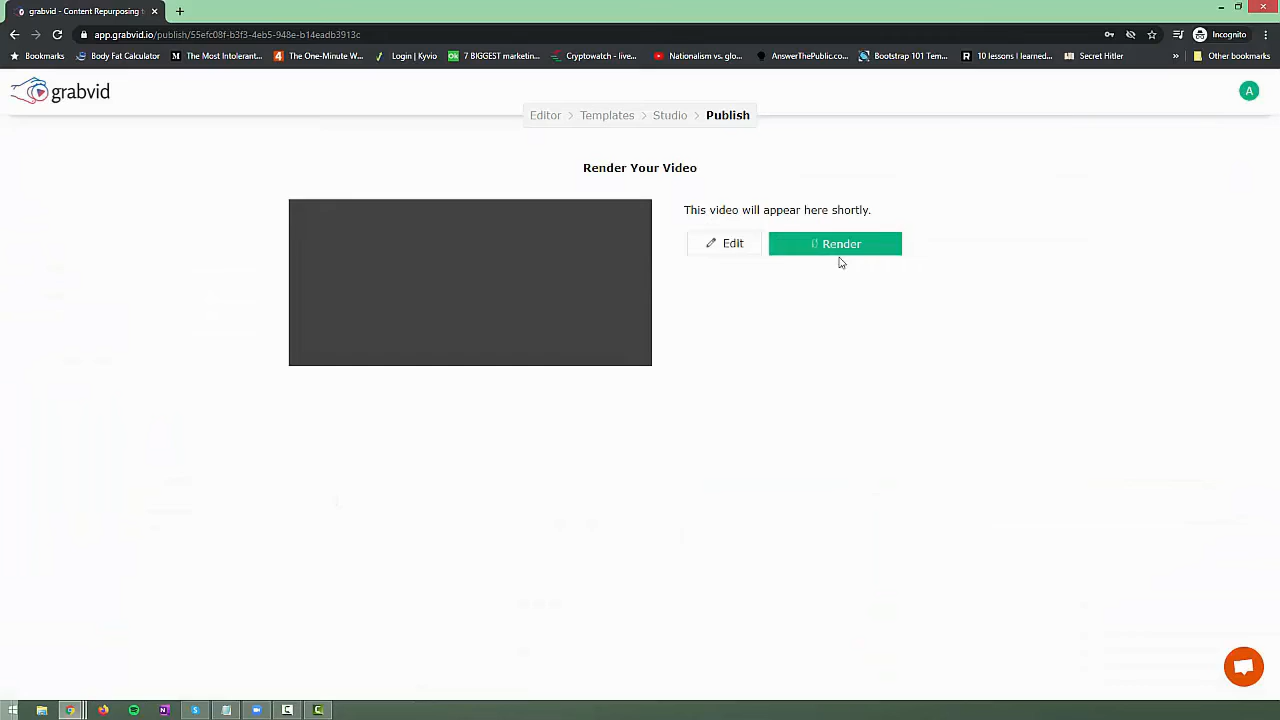 grabvid - Content Repurposing t
app.grabvid.io/publish/55efc08f-b3f3-4eb5-948e-b14eadb3913c
Incognito
Bookmarks
Body Fat Calculator
The Most Intolerant...
The One-Minute W...
Login | Kyvio
7 BIGGEST marketin...
Cryptowatch - live...
Nationalism vs. glo...
AnswerThePublic.co...
Bootstrap 101 Tem...
10 lessons I learned...
Secret Hitler
»
Other bookmarks
grabvid
A
Editor > Templates > Studio > Publish
Render Your Video
This video will appear here shortly.
Edit
Render